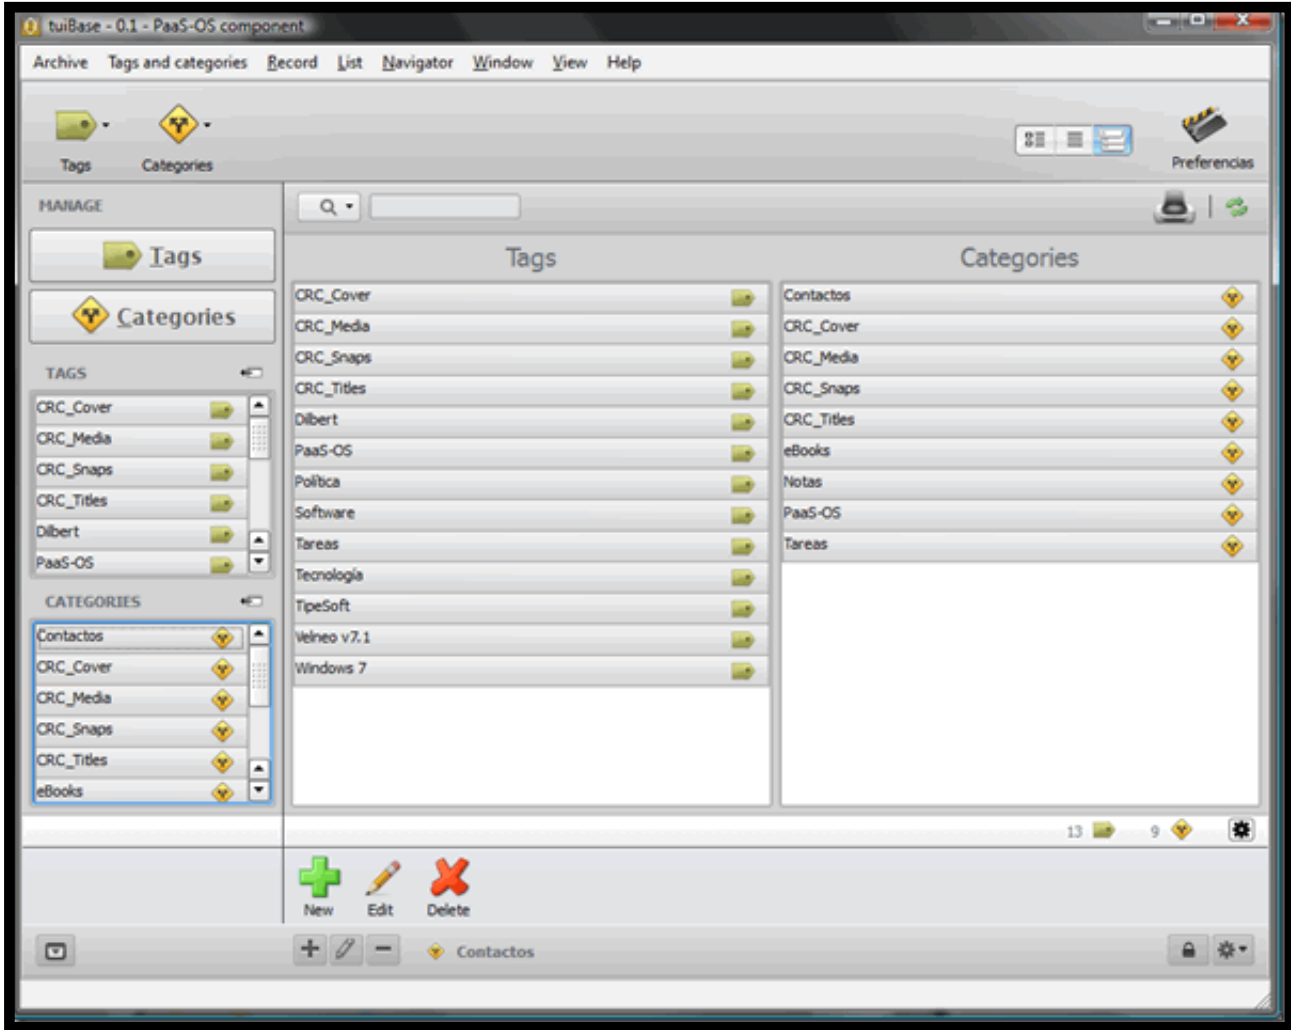 tuiBase - 0.1 - PaaS-OS component
Archive Tags and categories Record List Navigator Window View Help
Tags Categories Preferencias
MANAGE
Tags
Categories
TAGS
CRC_Cover
CRC_Media
CRC_Snaps
CRC_Titles
Dilbert
PaaS-OS
CATEGORIES
Contactos
CRC_Cover
CRC_Media
CRC_Snaps
CRC_Titles
eBooks
Tags
CRC_Cover
CRC_Media
CRC_Snaps
CRC_Titles
Dilbert
PaaS-OS
Política
Software
Tareas
Tecnología
TipeSoft
Velneo v7.1
Windows 7
Categories
Contactos
CRC_Cover
CRC_Media
CRC_Snaps
CRC_Titles
eBooks
Notas
PaaS-OS
Tareas
13 9
New Edit Delete
Contactos